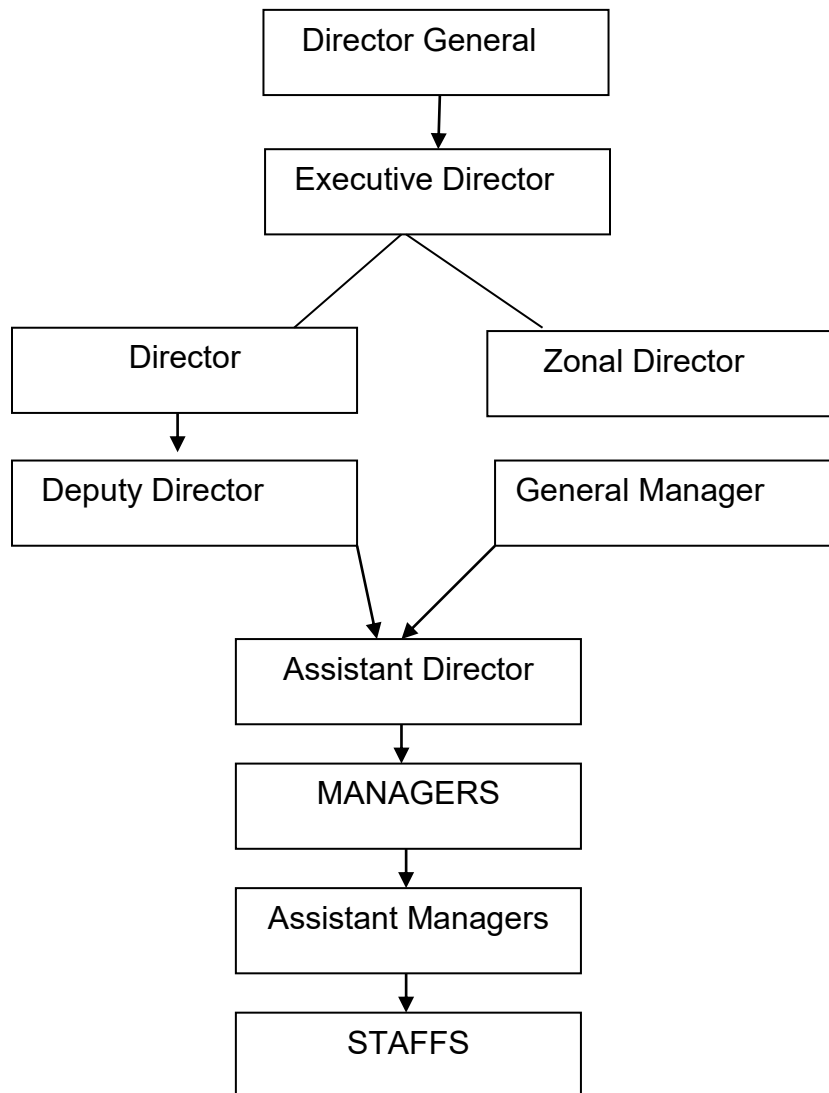 Director General
Executive Director
Director
Zonal Director
Deputy Director
General Manager
Assistant Director
MANAGERS
Assistant Managers
STAFFS